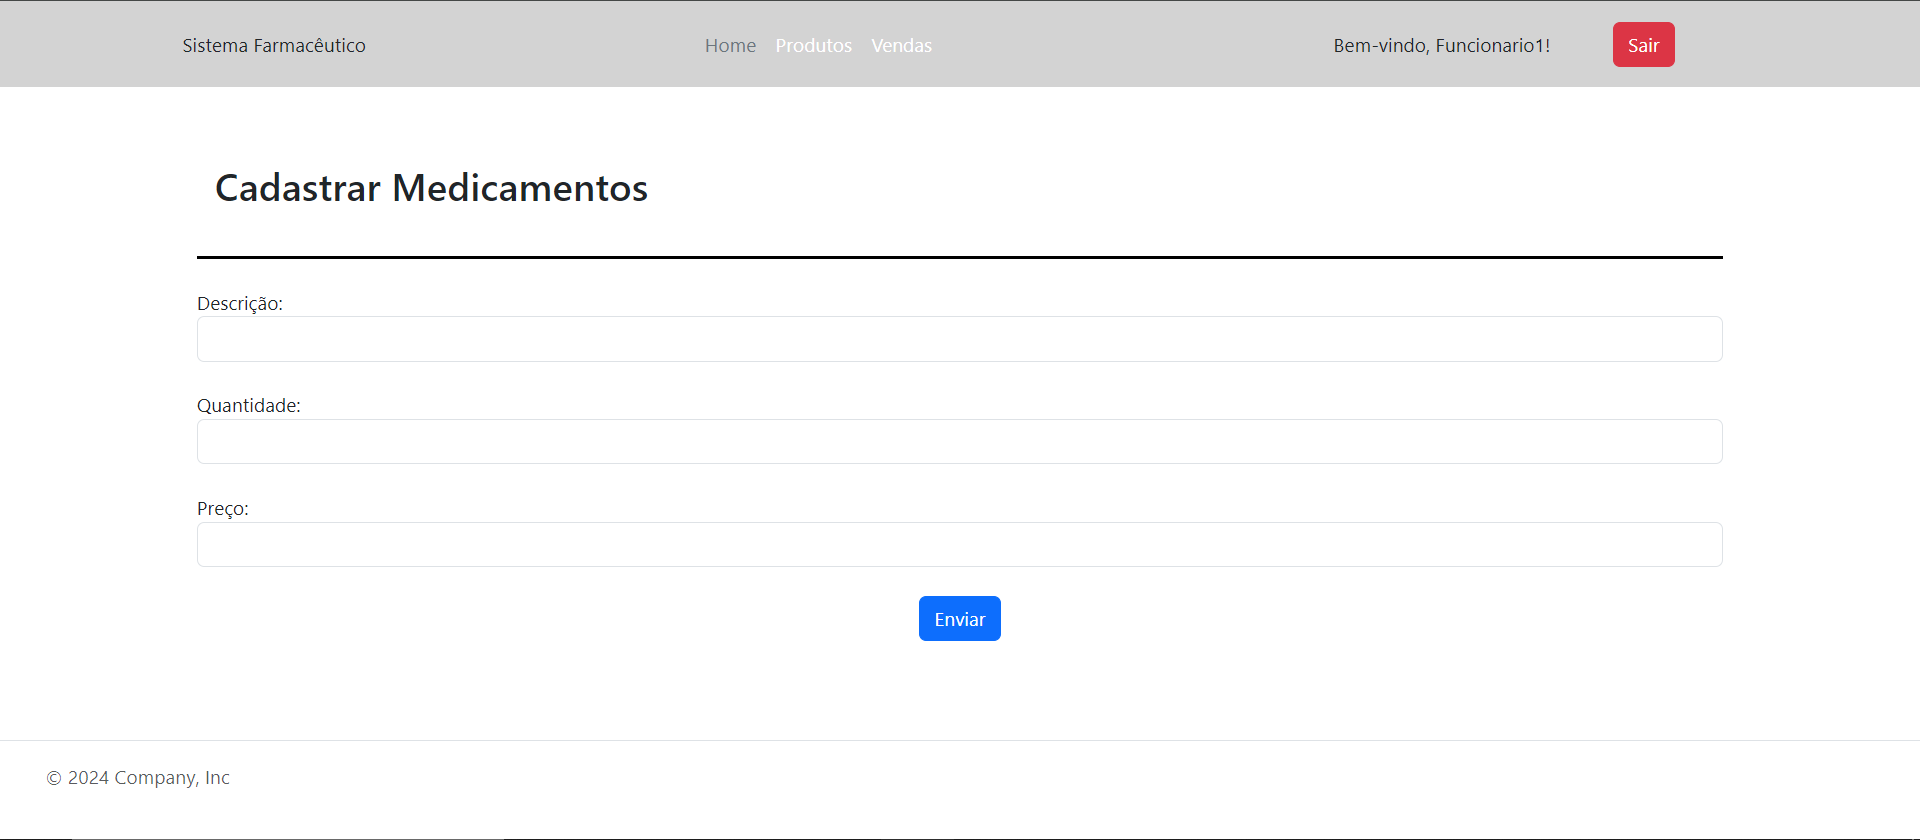 Sistema Farmacêutico Home Produtos Vendas Bem-vindo, Funcionario1! Sair
Cadastrar Medicamentos
Descrição:
Quantidade:
Preço:
Enviar
© 2024 Company, Inc